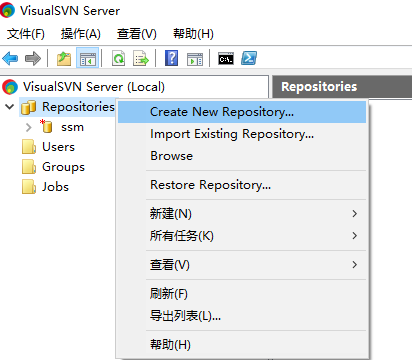 VisualSVN Server
文件(F) 操作(A) 查看(V) 帮助(H)
VisualSVN Server (Local)
Repositories
Repositories
ssm
Users
Groups
Jobs
Create New Repository...
Import Existing Repository...
Browse
Restore Repository...
新建(N)
所有任务(K)
查看(V)
刷新(F)
导出列表(L)...
帮助(H)